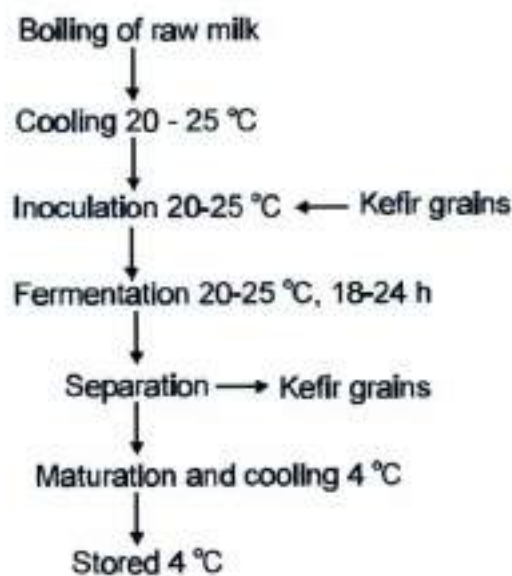 Boiling of raw milk
Cooling 20 - 25 °C
Inoculation 20-25 °C
Kefir grains
Fermentation 20-25 °C, 18-24 h
Separation
Kefir grains
Maturation and cooling 4 °C
Stored 4 °C